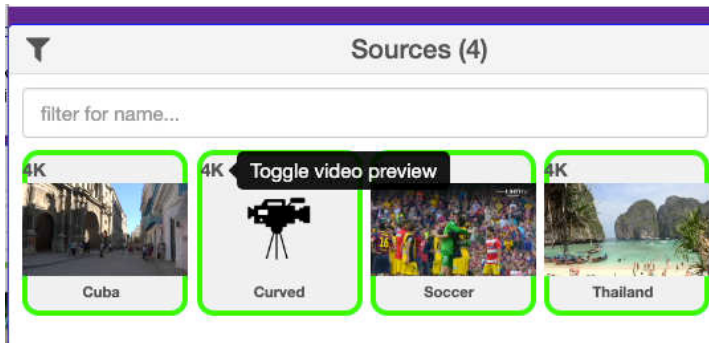 Sources (4)
filter for name...
4K
4K
Toggle video preview
4K
Cuba
Curved
Soccer
Thailand